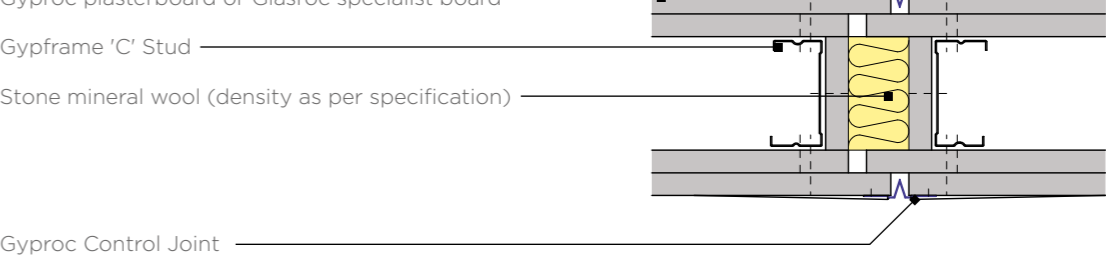 Gyproc plasterboard or Glasroc specialist board
Gypframe 'C' Stud
Stone mineral wool (density as per specification)
Gyproc Control Joint